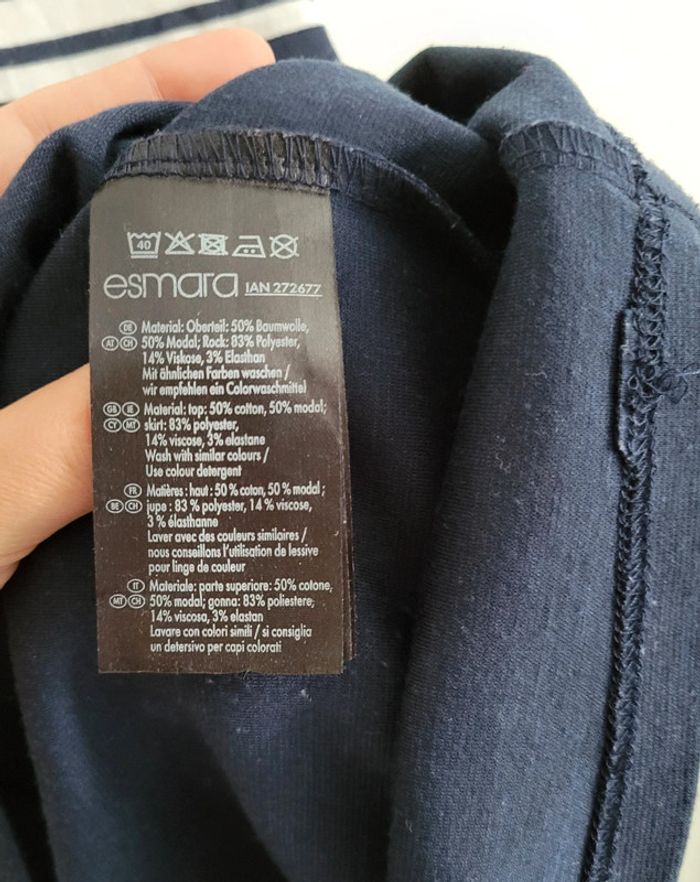 40
esmara IAN 272677
DE Material: Oberteil: 50% Baumwolle,
AT CH 50% Modal; Rock: 83% Polyester,
14% Viskose, 3% Elasthan
Mit ähnlichen Farben waschen /
wir empfehlen ein Colorwaschmittel
GB IE Material: top: 50% cotton, 50% modal;
CY MT skirt: 83% polyester,
14% viscose, 3% elastane
Wash with similar colours /
Use colour detergent
FR Matières : haut : 50 % coton, 50 % modal ;
BE CH jupe : 83 % polyester, 14 % viscose,
3 % élasthanne
Laver avec des couleurs similaires /
nous conseillons l'utilisation de lessive
pour linge de couleur
IT Materiale: parte superiore: 50% cotone,
MT CH 50% modal; gonna: 83% poliestere,
14% viscosa, 3% elastan
Lavare con colori simili / si consiglia
un detersivo per capi colorati